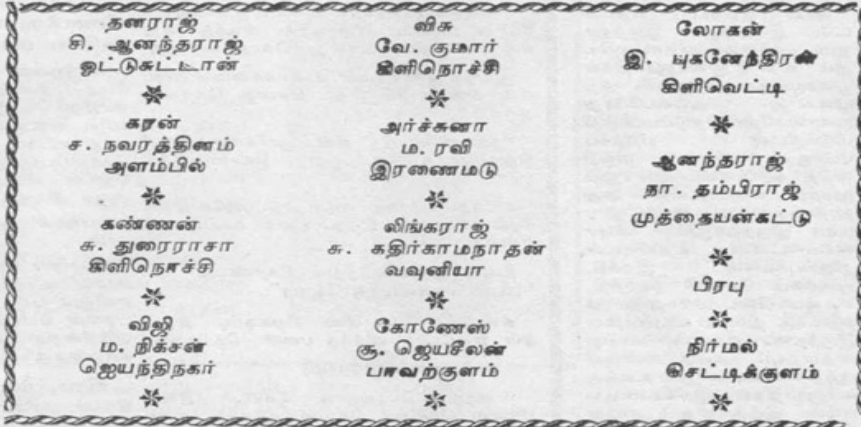 தனராஜ்
சி. ஆனந்தராஜ்
ஒட்டுசுட்டான்
கரன்
ச. நவரத்தினம்
அளம்பில்
கண்ணன்
சு. துரைராசா
கிளிநொச்சி
விஜி
ம. நிக்சன்
ஜெயந்திநகர்
விசு
வே. குமார்
கிளிநொச்சி
அர்ச்சுனா
ம. ரவி
இரணைமடு
லிங்கராஜ்
சு. கதிர்காமநாதன்
வவுனியா
கோணேஸ்
சூ. ஜெயசீலன்
பாவற்குளம்
லோகன்
இ. புகனேந்திரன்
கிளிவெட்டி
ஆனந்தராஜ்
நா. தம்பிராஜ்
முத்தையன்கட்டு
பிரபு
நிர்மல்
செட்டிக்குளம்